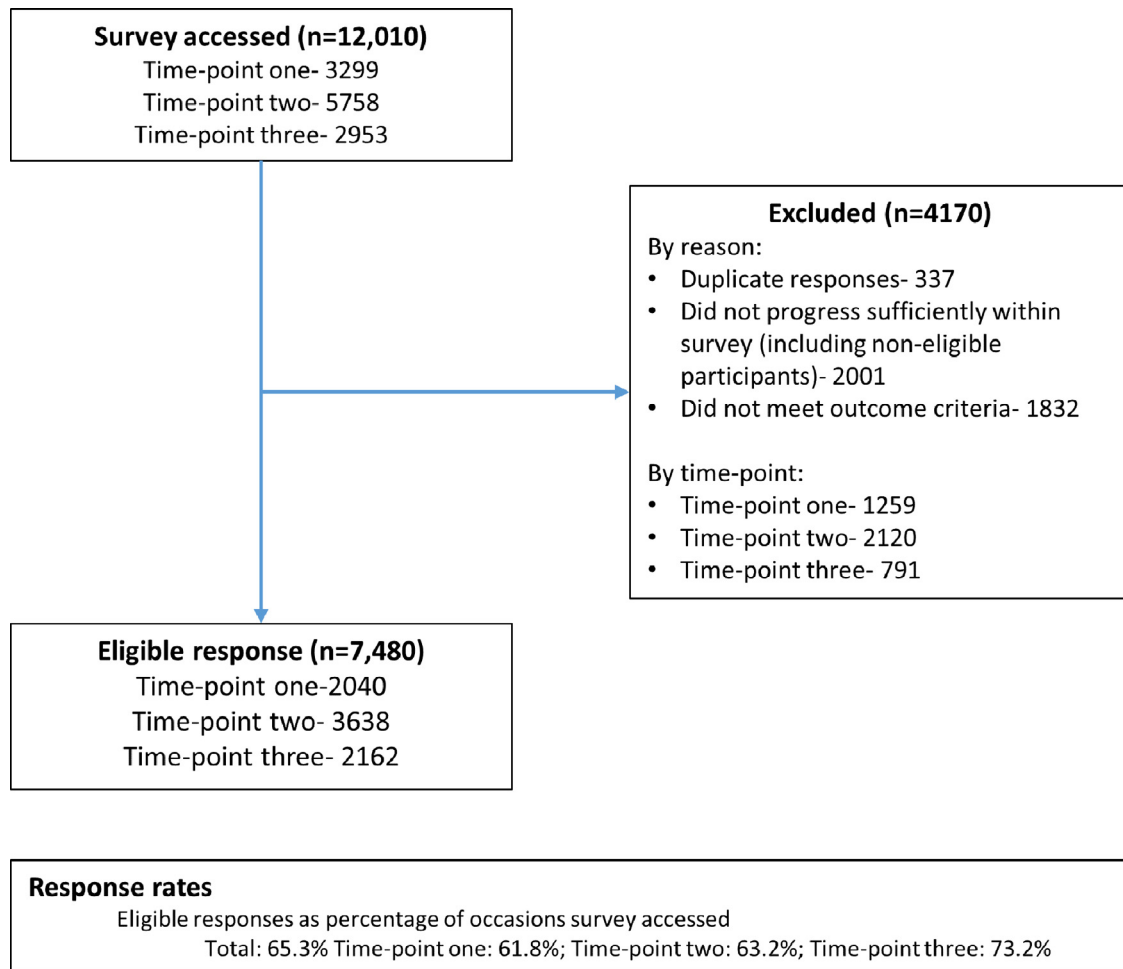 Survey accessed (n=12,010)
Time-point one- 3299
Time-point two- 5758
Time-point three- 2953
Excluded (n=4170)
By reason:
• Duplicate responses- 337
• Did not progress sufficiently within
survey (including non-eligible
participants)- 2001
• Did not meet outcome criteria- 1832
By time-point:
• Time-point one- 1259
• Time-point two- 2120
• Time-point three- 791
Eligible response (n=7,480)
Time-point one-2040
Time-point two- 3638
Time-point three- 2162
Response rates
Eligible responses as percentage of occasions survey accessed
Total: 65.3% Time-point one: 61.8%; Time-point two: 63.2%; Time-point three: 73.2%